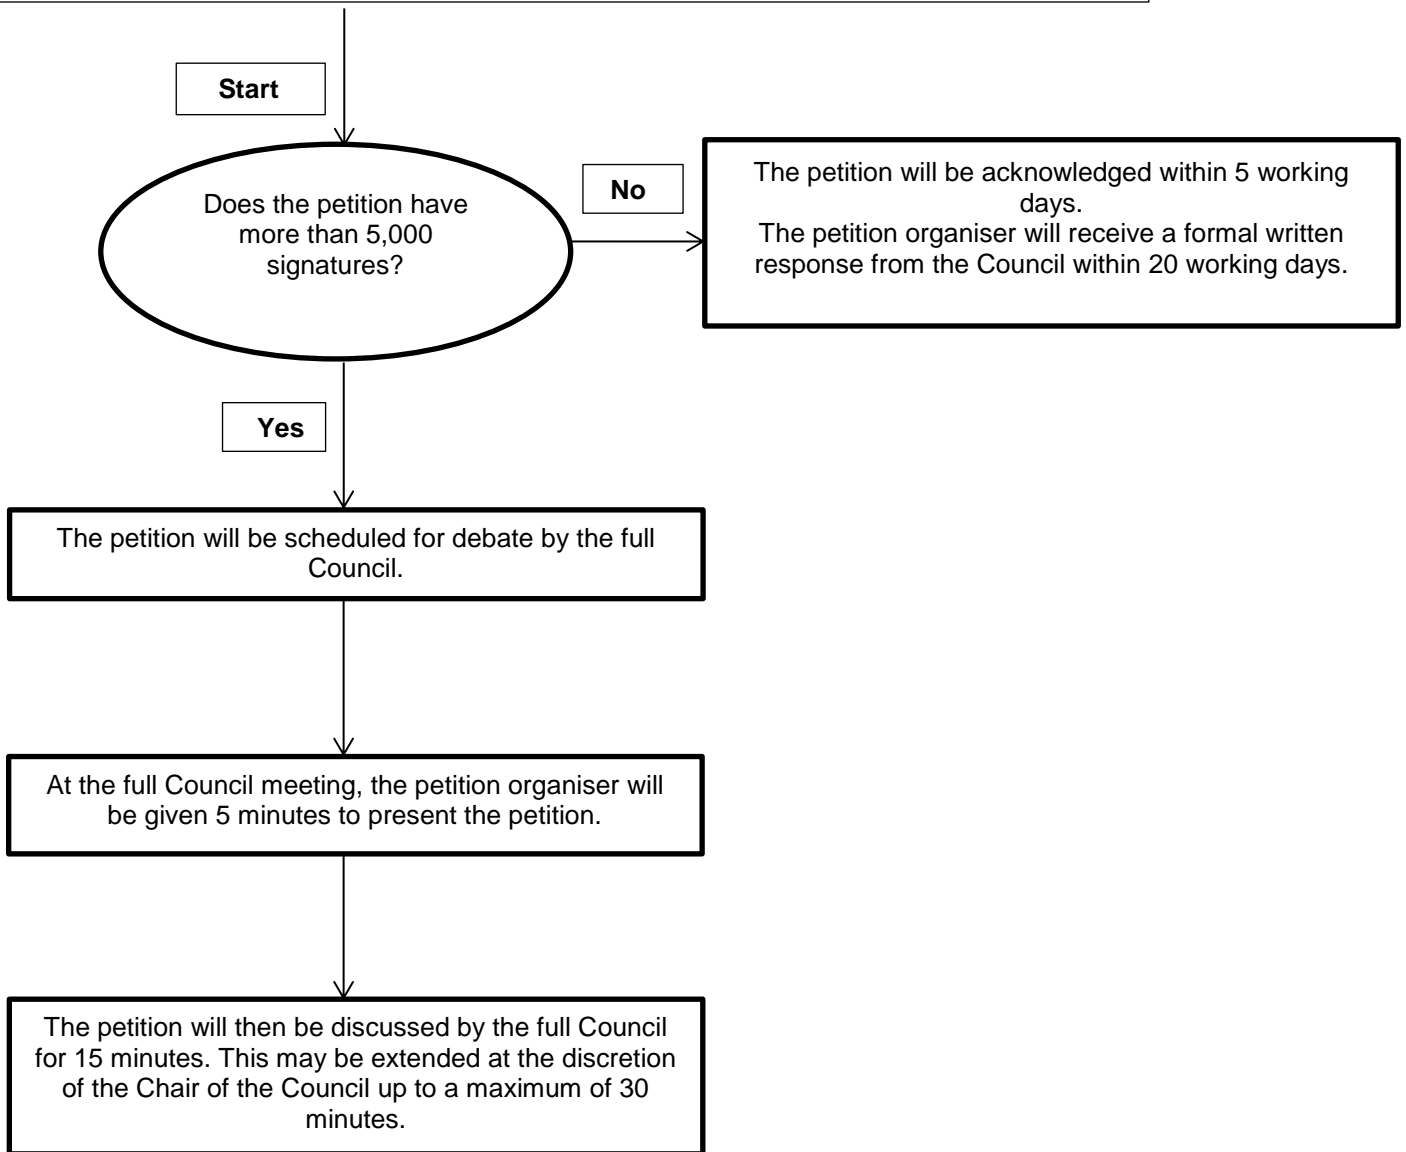 Start
Does the petition have
more than 5,000
signatures?
No
The petition will be acknowledged within 5 working
days.
The petition organiser will receive a formal written
response from the Council within 20 working days.
Yes
The petition will be scheduled for debate by the full
Council.
At the full Council meeting, the petition organiser will
be given 5 minutes to present the petition.
The petition will then be discussed by the full Council
for 15 minutes. This may be extended at the discretion
of the Chair of the Council up to a maximum of 30
minutes.